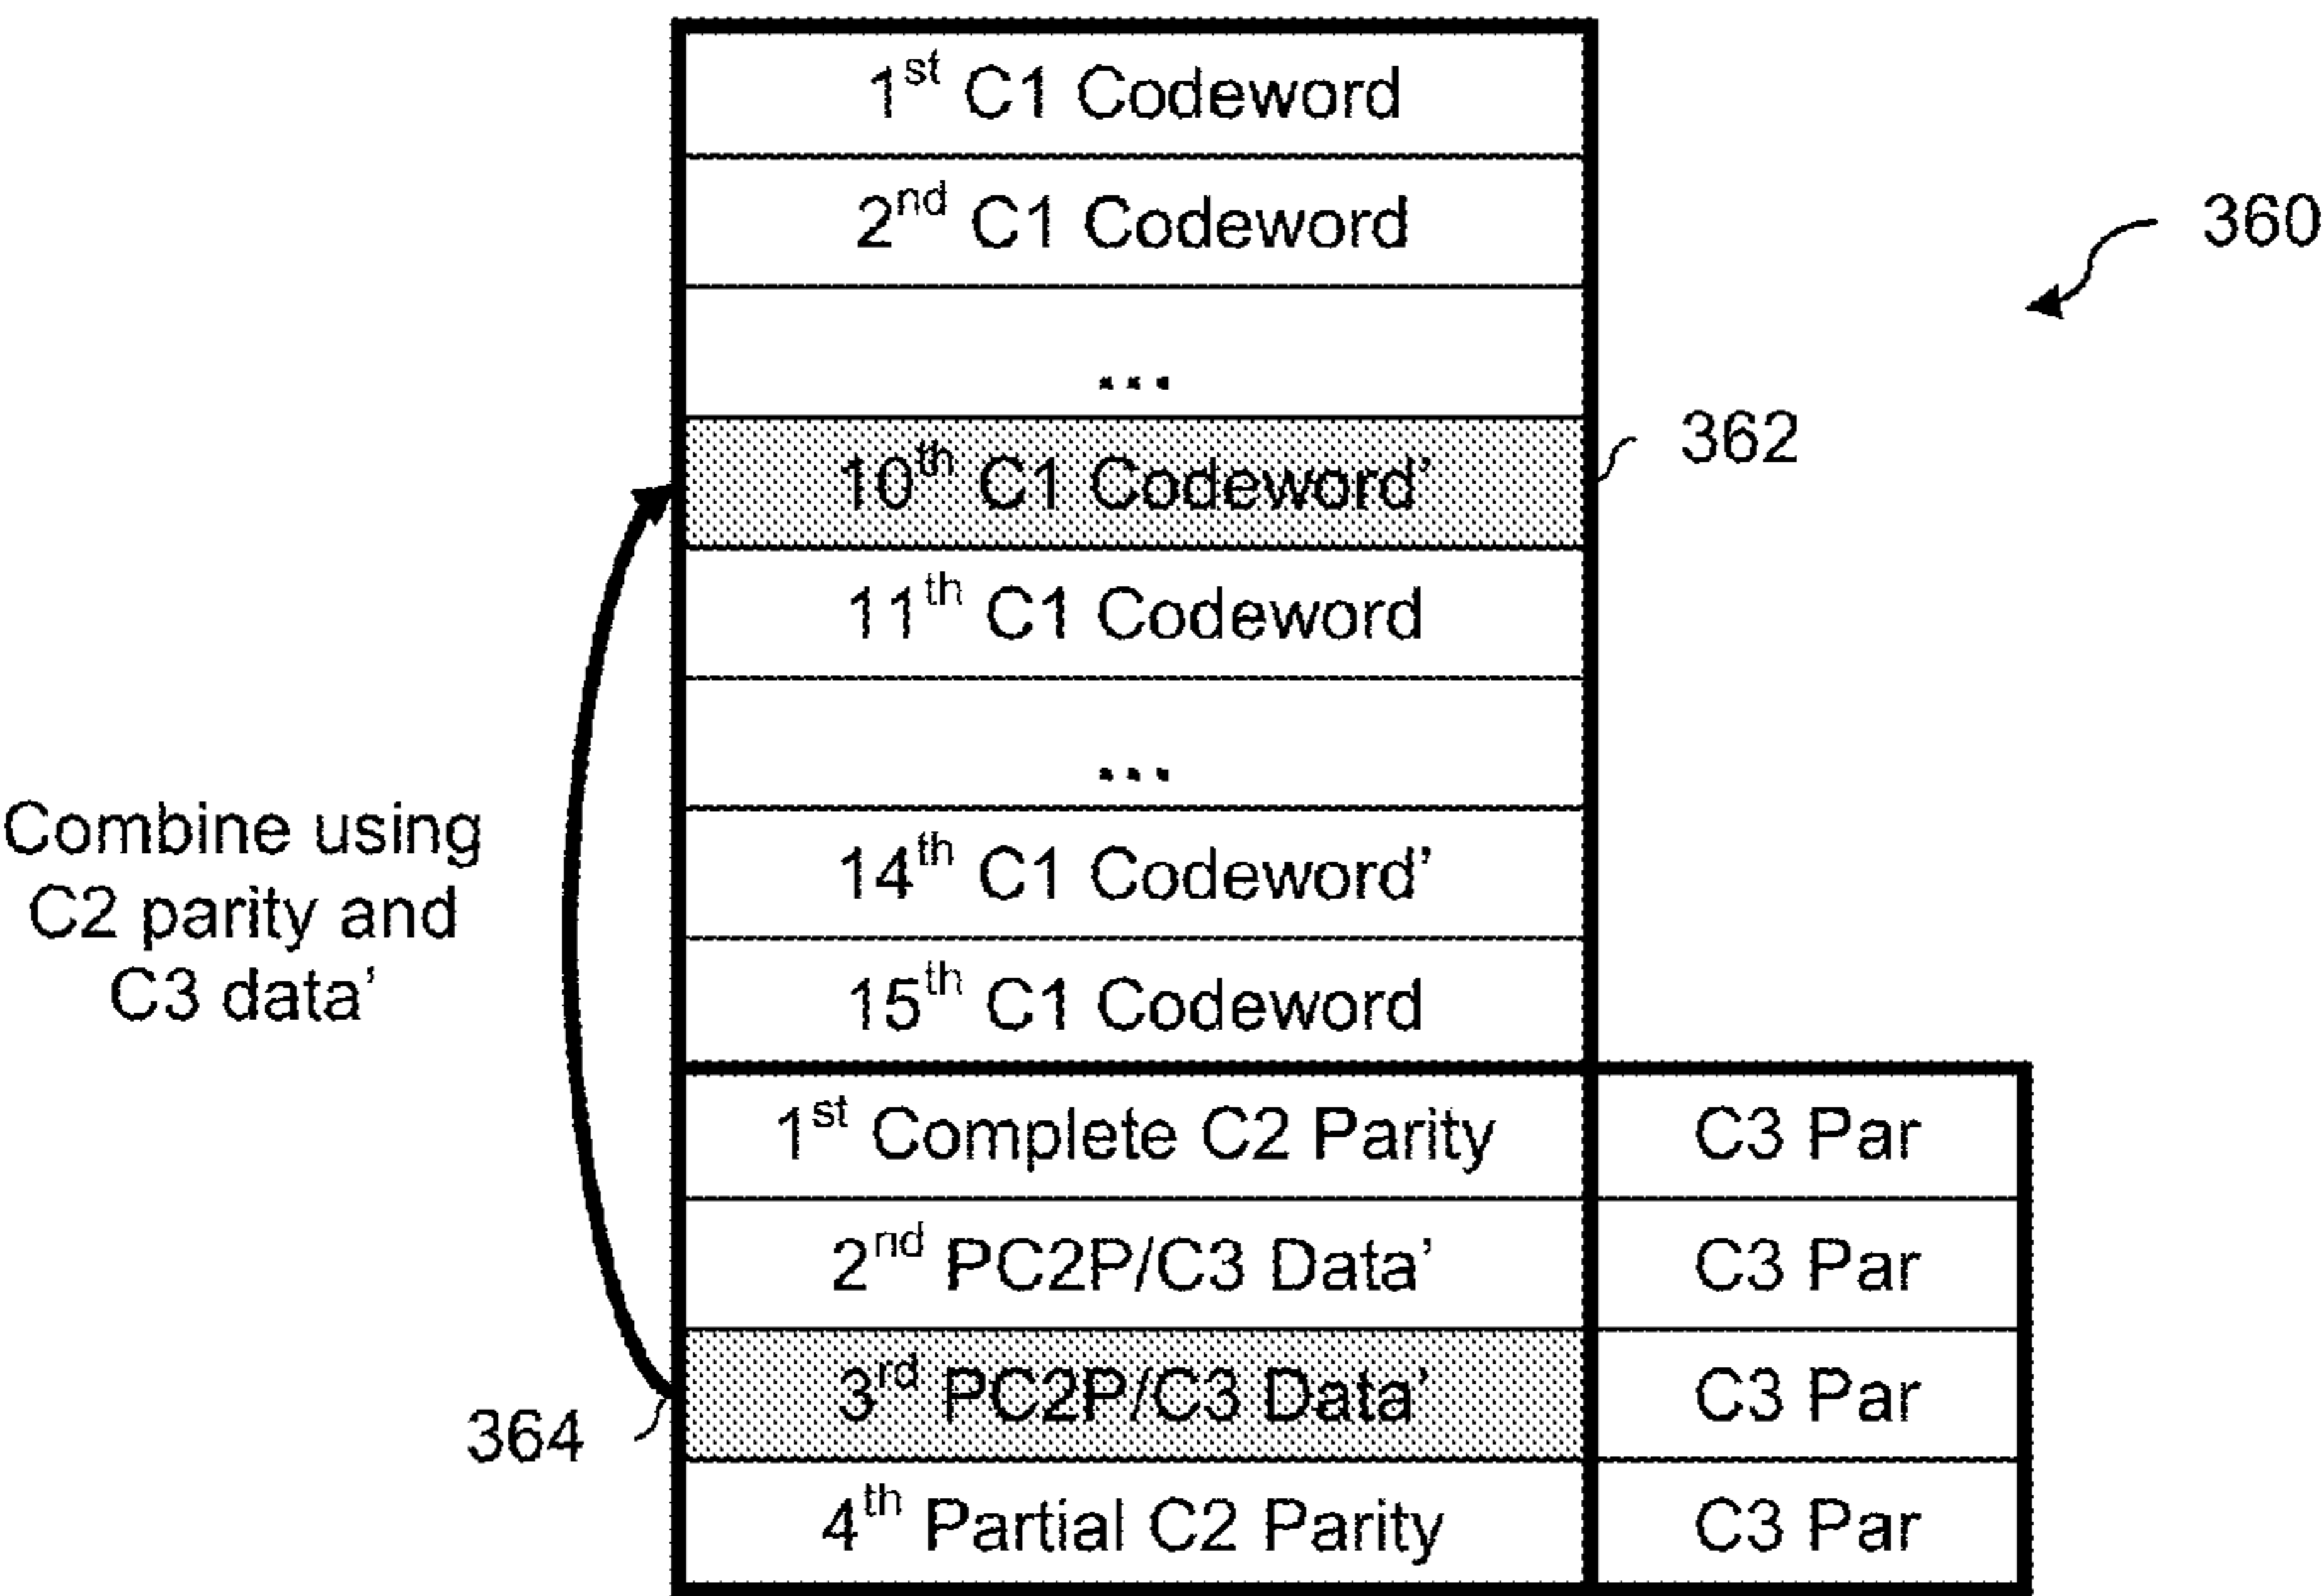 1st C1 Codeword
2nd C1 Codeword
360
...
362
10th C1 Codeword'
11th C1 Codeword
...
Combine using
C2 parity and
C3 data'
14th C1 Codeword'
15th C1 Codeword
1st Complete C2 Parity C3 Par
2nd PC2P/C3 Data' C3 Par
3rd PC2P/C3 Data' C3 Par
364
4th Partial C2 Parity C3 Par